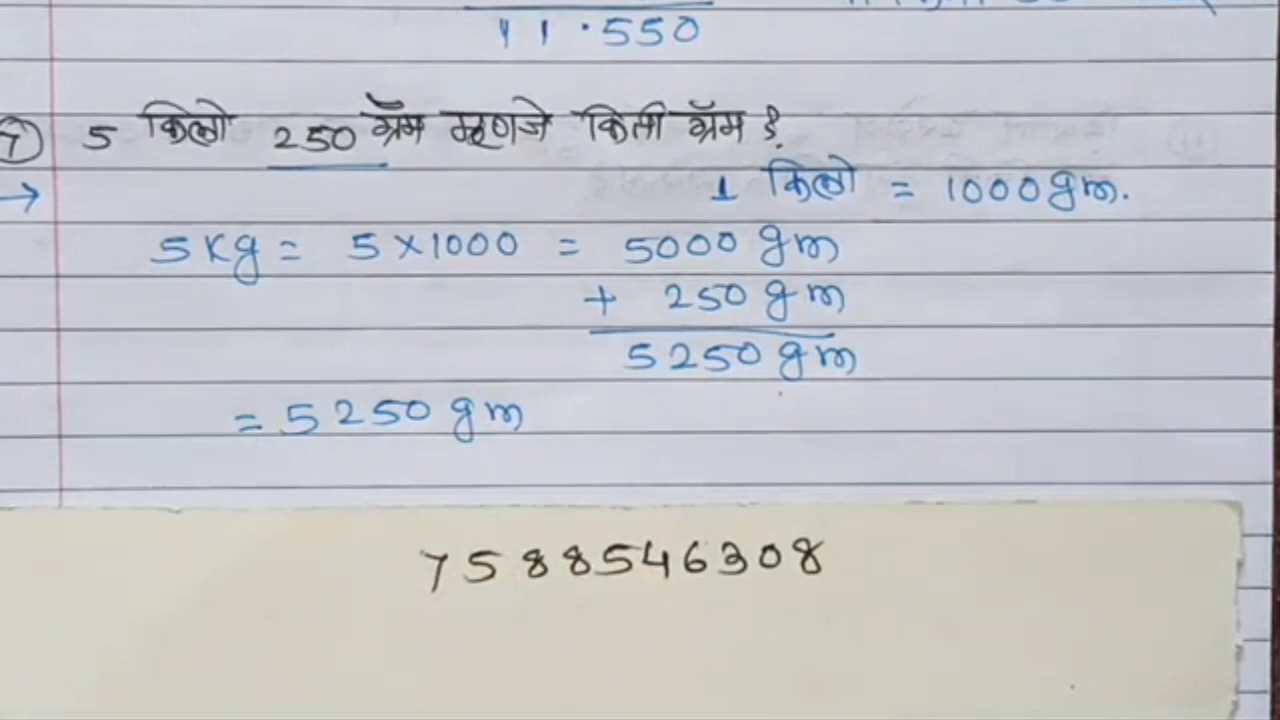 11.550
7 5 किलो 250 ग्रॅम म्हणजे किती ग्रॅम ?
→ 1 किलो = 1000 gm.
5 Kg = 5 × 1000 = 5000 gm
+ 250 gm
5250 gm
= 5250 gm
7588546308